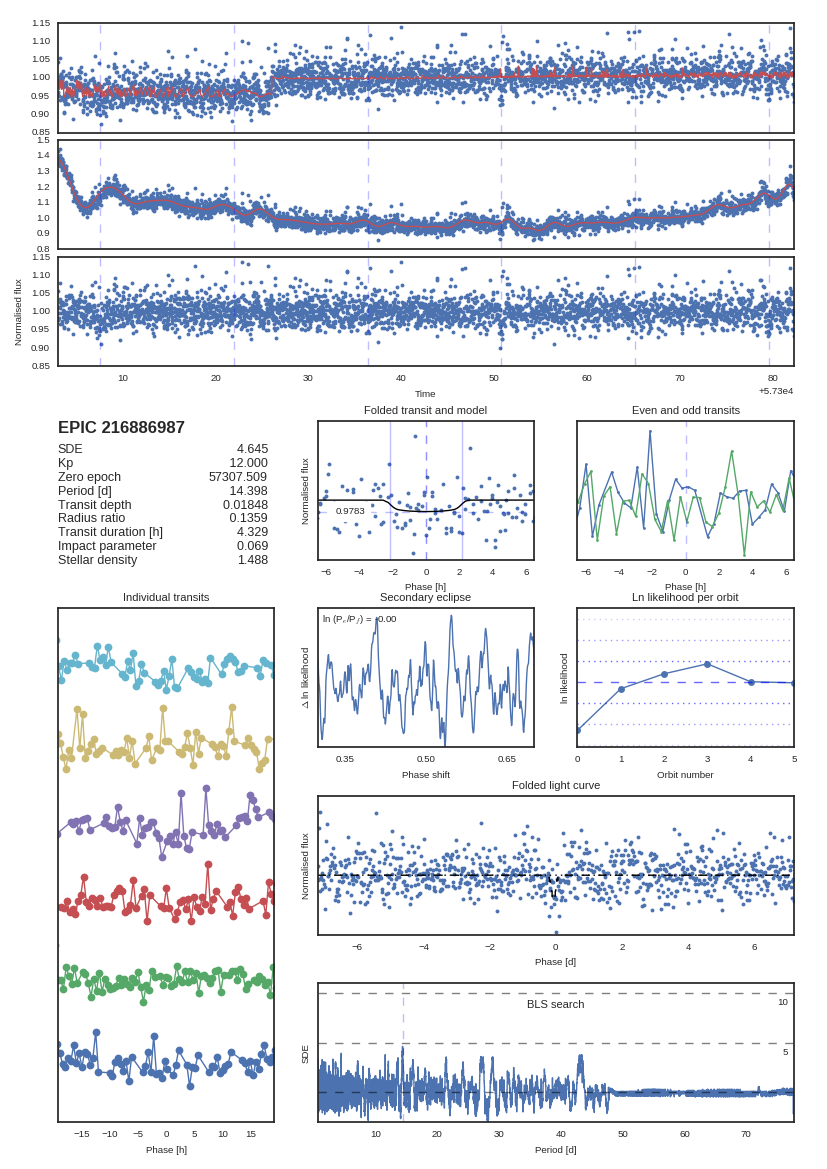 1.15
1.10
1.05
1.00
0.95
0.90
0.85
1.5
1.4
1.3
1.2
1.1
1.0
0.9
0.8
1.15
1.10
1.05
1.00
0.95
0.90
0.85
Normalised flux
10 20 30 40 50 60 70 80
Time
+5.73e4
EPIC 216886987
SDE 4.645
Kp 12.000
Zero epoch 57307.509
Period [d] 14.398
Transit depth 0.01848
Radius ratio 0.1359
Transit duration [h] 4.329
Impact parameter 0.069
Stellar density 1.488
Folded transit and model
Normalised flux
0.9783
−6 −4 −2 0 2 4 6
Phase [h]
Even and odd transits
−6 −4 −2 0 2 4 6
Phase [h]
Individual transits
−15 −10 −5 0 5 10 15
Phase [h]
Secondary eclipse
Δ ln likelihood
0.35 0.50 0.65
Phase shift
Ln likelihood per orbit
ln likelihood
0 1 2 3 4 5
Orbit number
Folded light curve
Normalised flux
−6 −4 −2 0 2 4 6
Phase [d]
BLS search
10
5
SDE
10 20 30 40 50 60 70
Period [d]